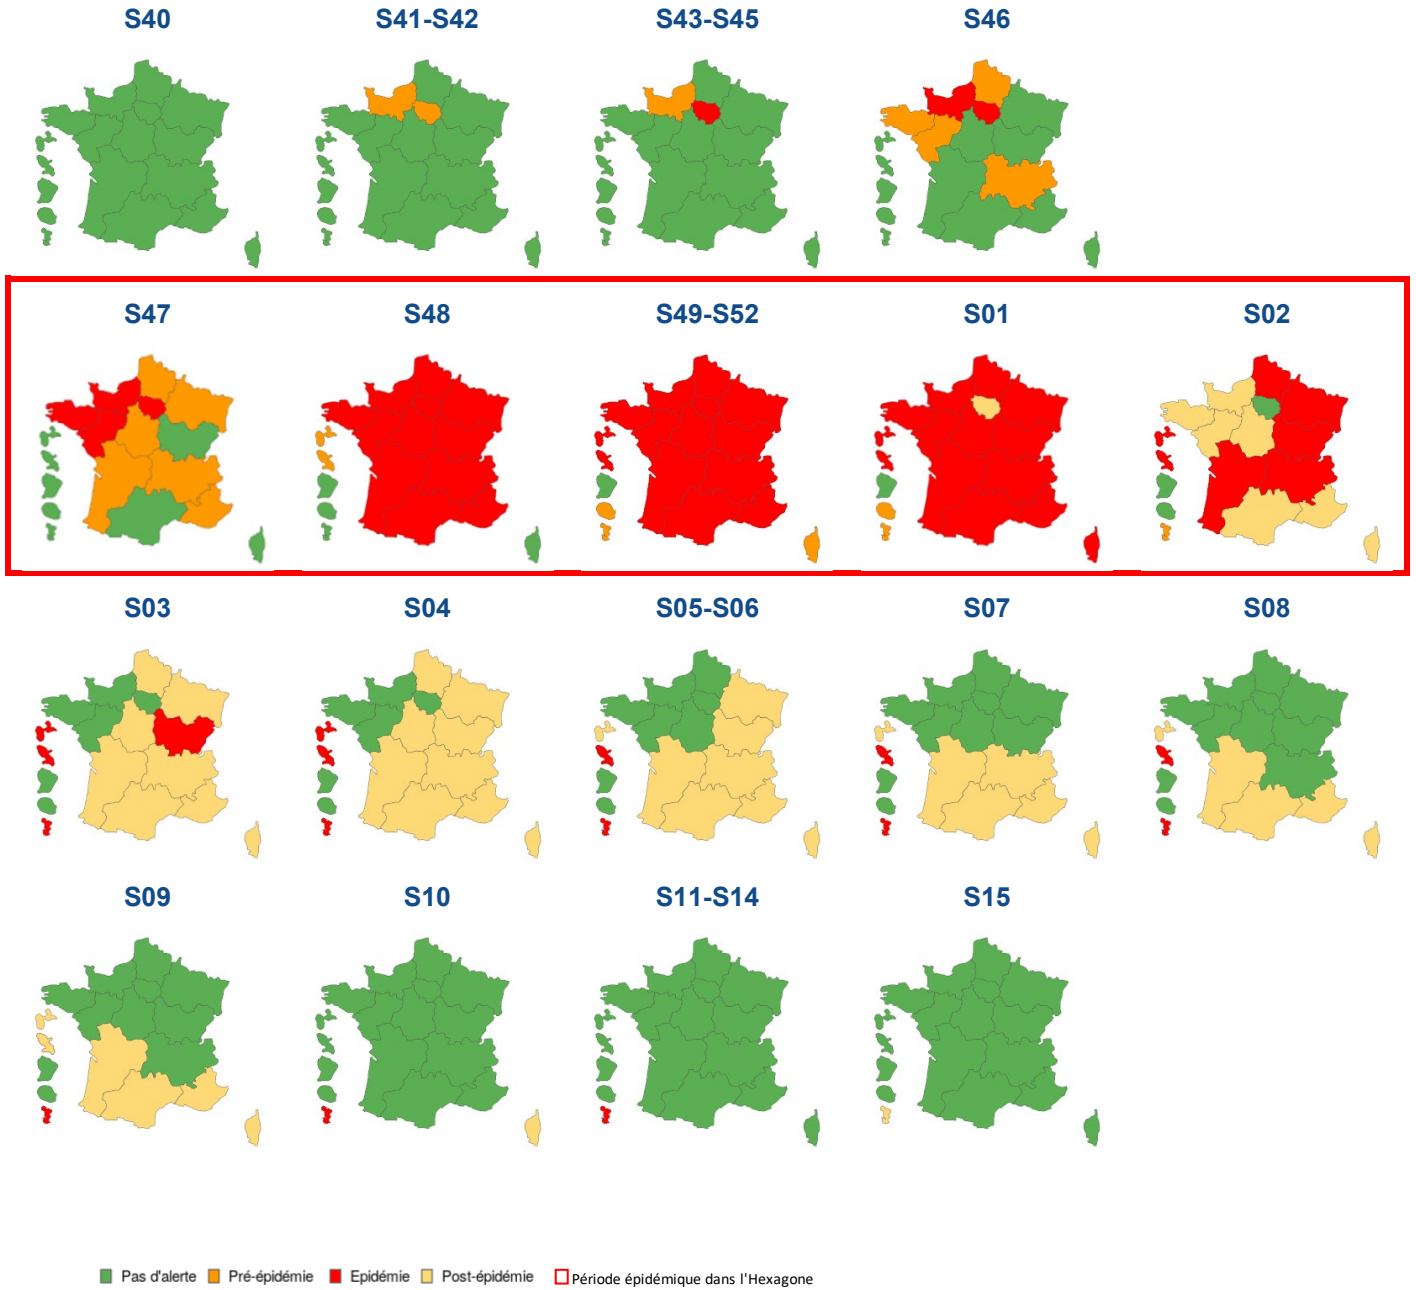 S40 S41-S42 S43-S45 S46
S47 S48 S49-S52 S01 S02
S03 S04 S05-S06 S07 S08
S09 S10 S11-S14 S15
Pas d'alerte Pré-épidémie Epidémie Post-épidémie Période épidémique dans l'Hexagone